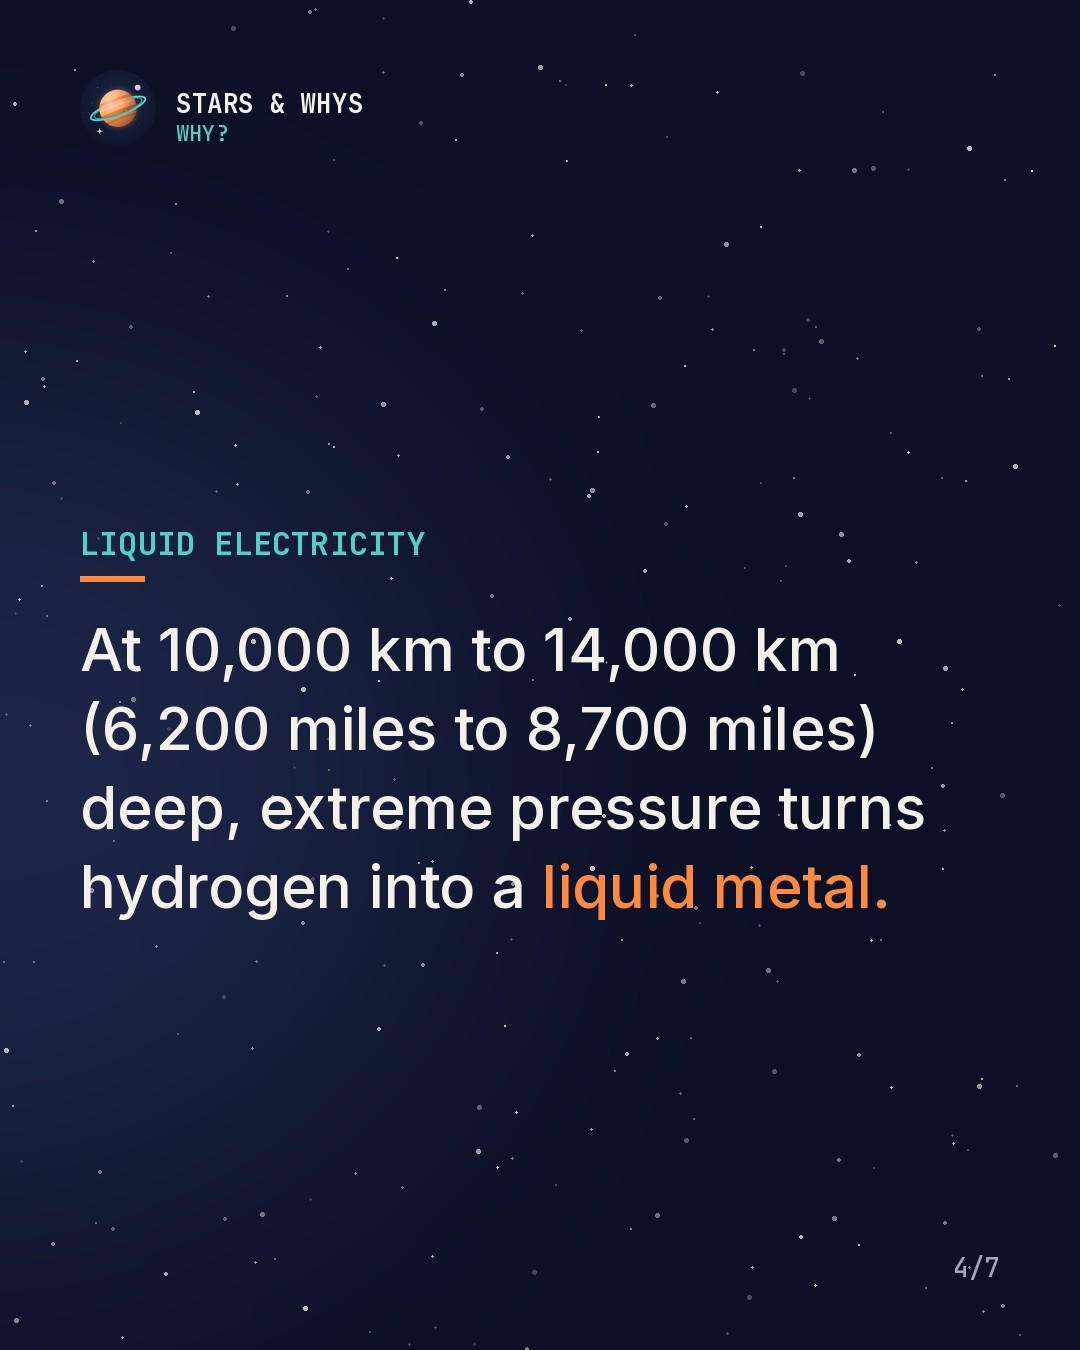 STARS & WHYS
WHY?
LIQUID ELECTRICITY
At 10,000 km to 14,000 km
(6,200 miles to 8,700 miles)
deep, extreme pressure turns
hydrogen into a liquid metal.
4/7